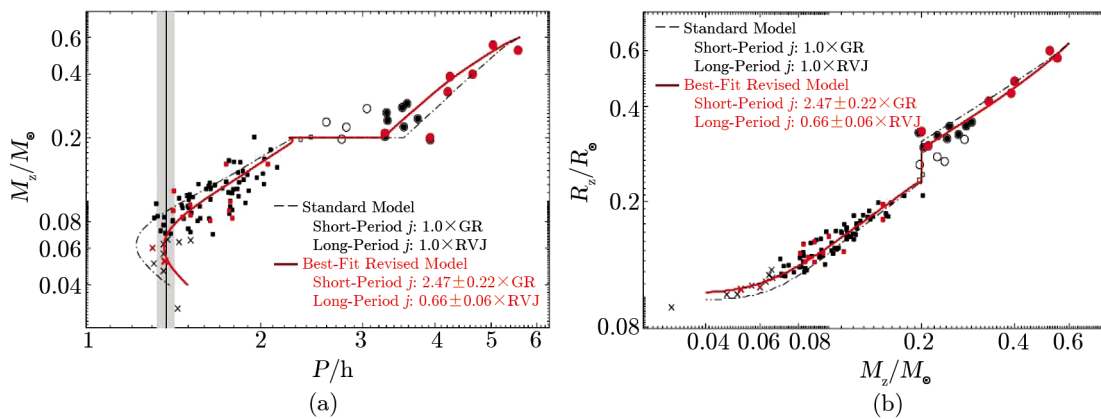 0.6
0.4
0.2
0.08
0.06
0.04
M_z/M_⊙
1
2
3
4
5
6
P/h
Standard Model
Short-Period j: 1.0×GR
Long-Period j: 1.0×RVJ
Best-Fit Revised Model
Short-Period j: 2.47±0.22×GR
Long-Period j: 0.66±0.06×RVJ
(a)
Standard Model
Short-Period j: 1.0×GR
Long-Period j: 1.0×RVJ
Best-Fit Revised Model
Short-Period j: 2.47±0.22×GR
Long-Period j: 0.66±0.06×RVJ
0.6
0.4
0.2
0.08
R_z/R_⊙
0.04
0.06
0.08
0.2
0.4
0.6
M_z/M_⊙
(b)